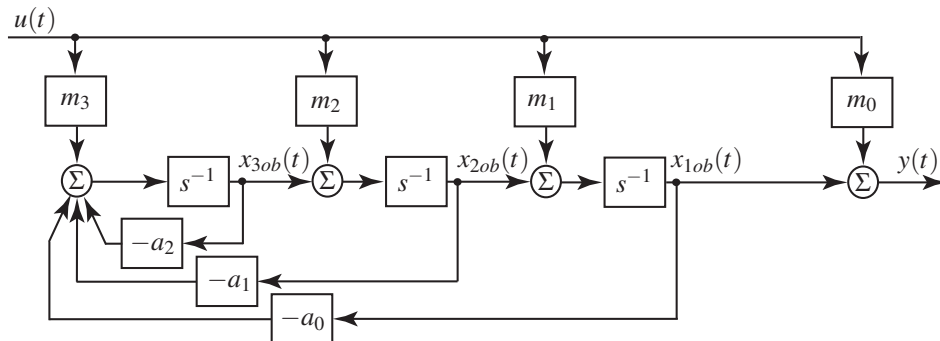 u(t)
m₃ m₂ m₁ m₀
Σ s⁻¹ x₃ₒb(t) Σ s⁻¹ x₂ₒb(t) Σ s⁻¹ x₁ₒb(t) Σ y(t)
−a₂
−a₁
−a₀